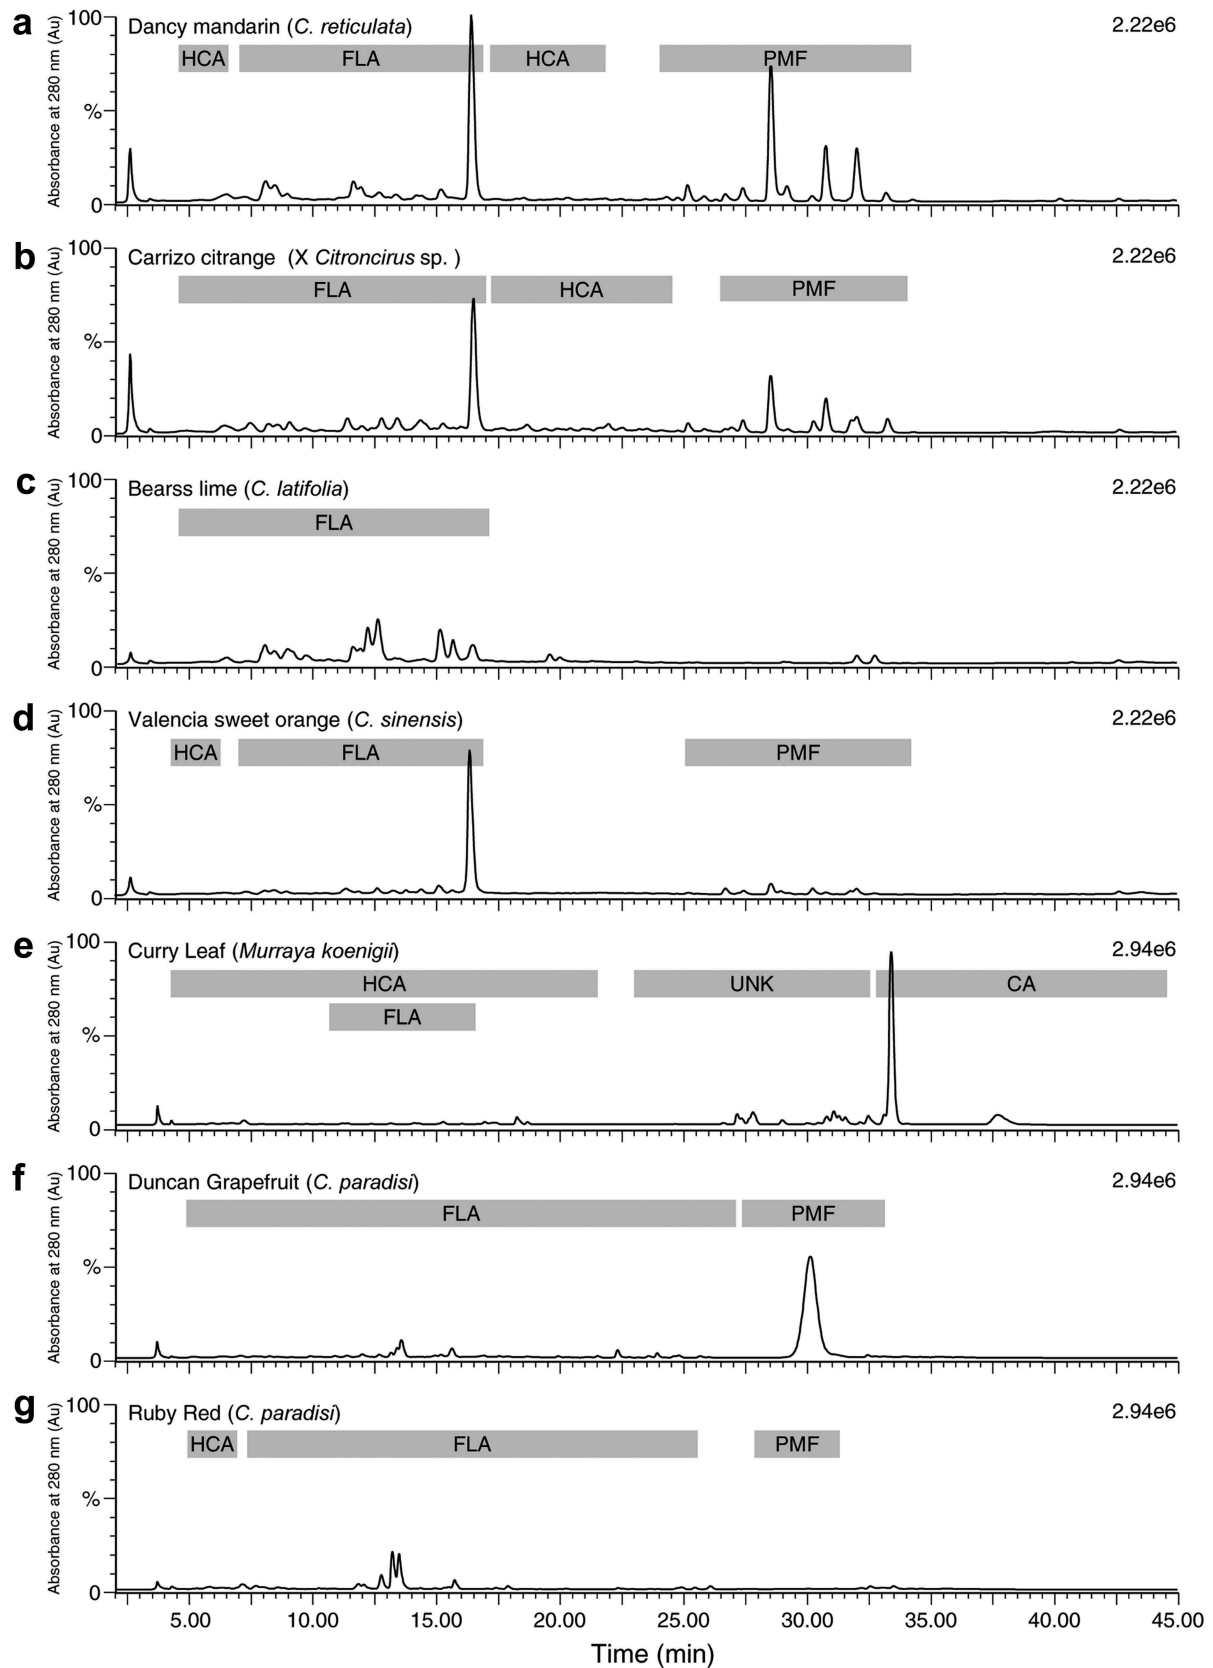 a
Dancy mandarin (C. reticulata)
2.22e6
HCA FLA HCA PMF
100
%
0
Absorbance at 280 nm (Au)
b
Carrizo citrange (X Citroncirus sp. )
2.22e6
FLA HCA PMF
100
%
0
Absorbance at 280 nm (Au)
c
Bearss lime (C. latifolia)
2.22e6
FLA
100
%
0
Absorbance at 280 nm (Au)
d
Valencia sweet orange (C. sinensis)
2.22e6
HCA FLA PMF
100
%
0
Absorbance at 280 nm (Au)
e
Curry Leaf (Murraya koenigii)
2.94e6
HCA UNK CA
FLA
100
%
0
Absorbance at 280 nm (Au)
f
Duncan Grapefruit (C. paradisi)
2.94e6
FLA PMF
100
%
0
Absorbance at 280 nm (Au)
g
Ruby Red (C. paradisi)
2.94e6
HCA FLA PMF
100
%
0
Absorbance at 280 nm (Au)
5.00 10.00 15.00 20.00 25.00 30.00 35.00 40.00 45.00
Time (min)